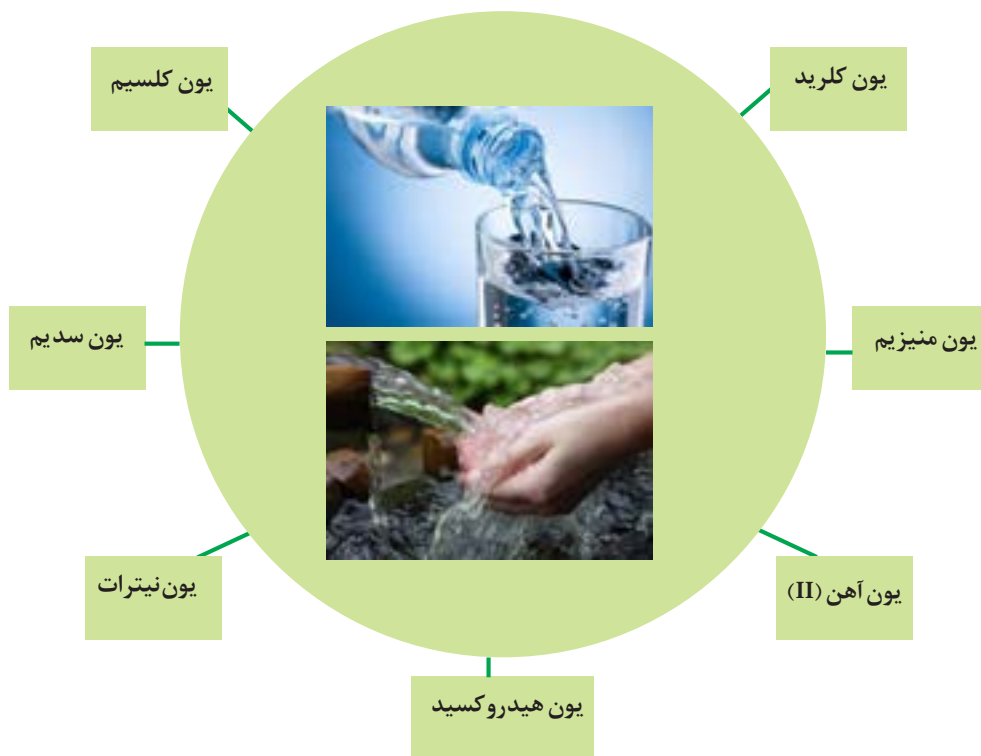 یون کلرید
یون کلسیم
یون منیزیم
یون سدیم
یون آهن (II)
یون نیترات
یون هیدروکسید